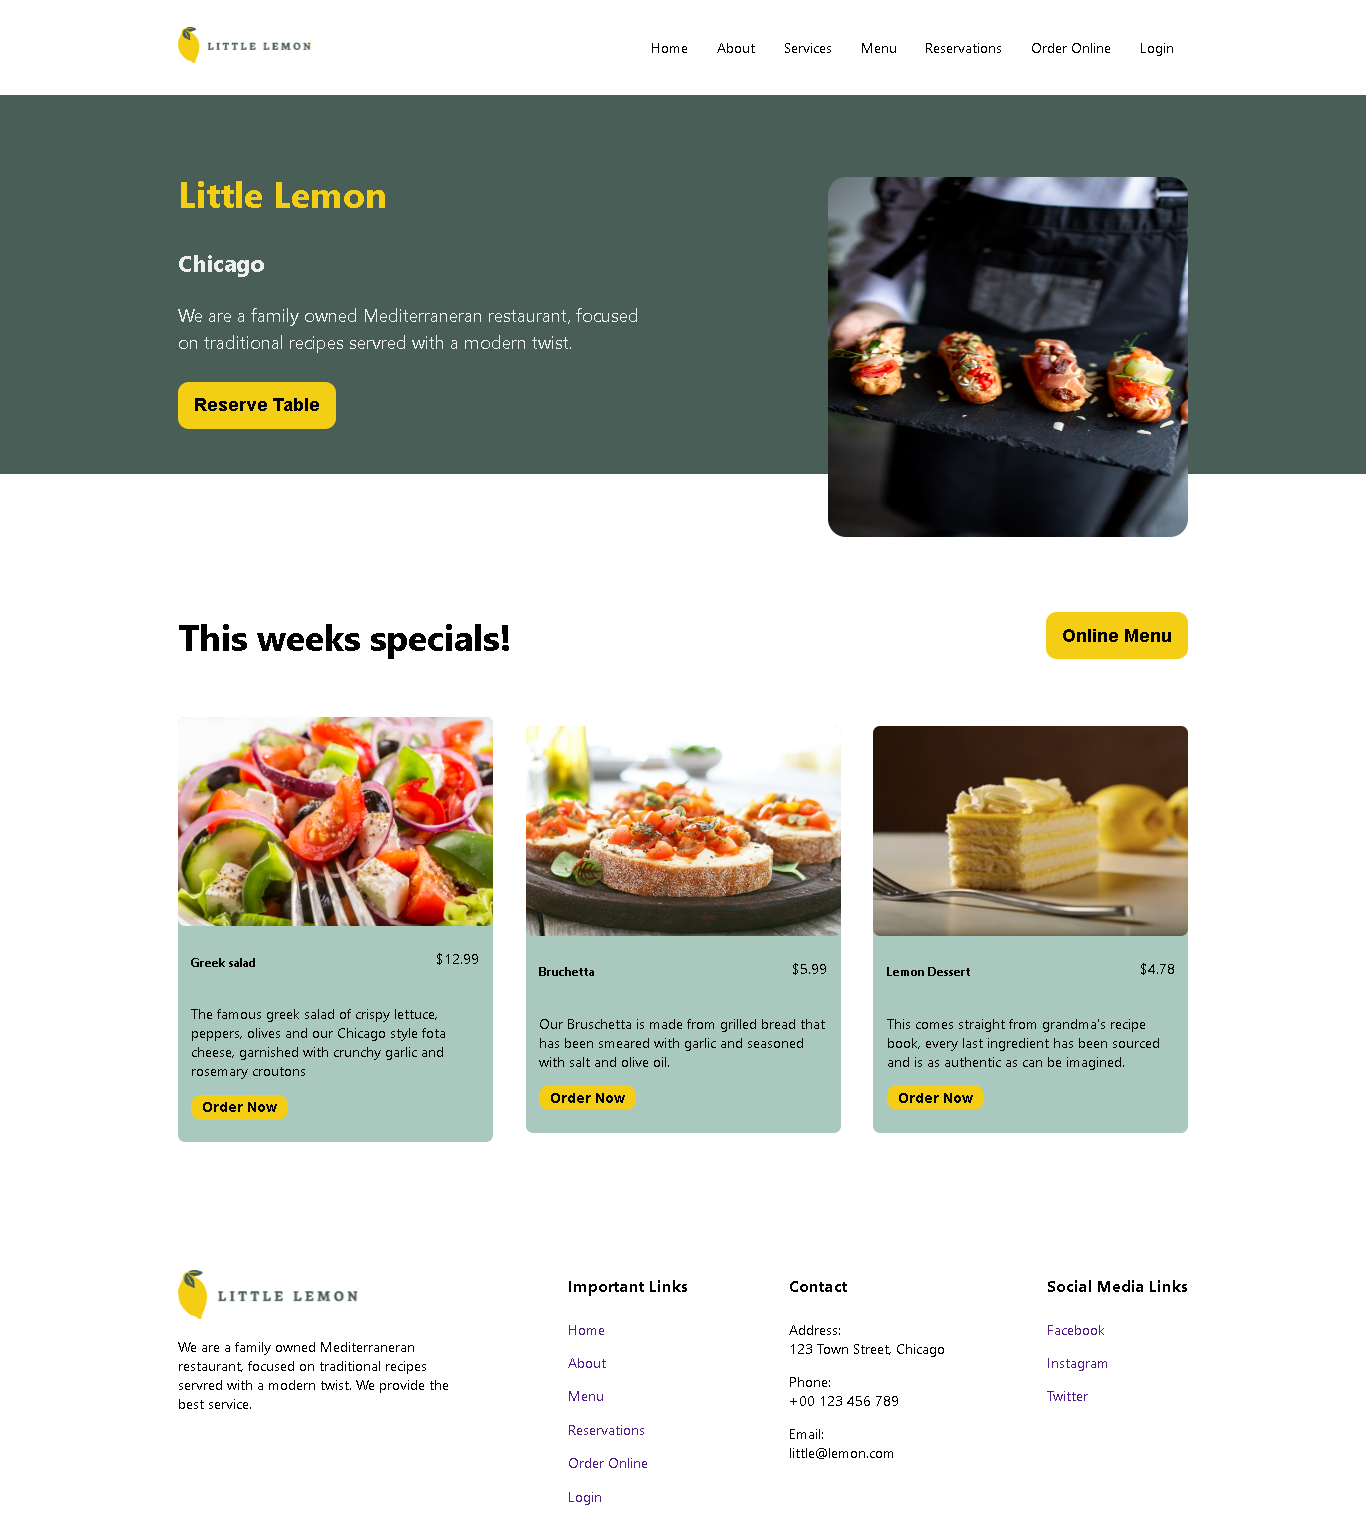 LITTLE LEMON
Home About Services Menu Reservations Order Online Login
Little Lemon
Chicago
We are a family owned Mediterraneran restaurant, focused
on traditional recipes servred with a modern twist.
Reserve Table
This weeks specials!
Online Menu
Greek salad
$12.99
The famous greek salad of crispy lettuce,
peppers, olives and our Chicago style fota
cheese, garnished with crunchy garlic and
rosemary croutons
Order Now
Bruchetta
$5.99
Our Bruschetta is made from grilled bread that
has been smeared with garlic and seasoned
with salt and olive oil.
Order Now
Lemon Dessert
$4.78
This comes straight from grandma's recipe
book, every last ingredient has been sourced
and is as authentic as can be imagined.
Order Now
LITTLE LEMON
We are a family owned Mediterraneran
restaurant, focused on traditional recipes
servred with a modern twist. We provide the
best service.
Important Links
Home
About
Menu
Reservations
Order Online
Login
Contact
Address:
123 Town Street, Chicago
Phone:
+00 123 456 789
Email:
little@lemon.com
Social Media Links
Facebook
Instagram
Twitter